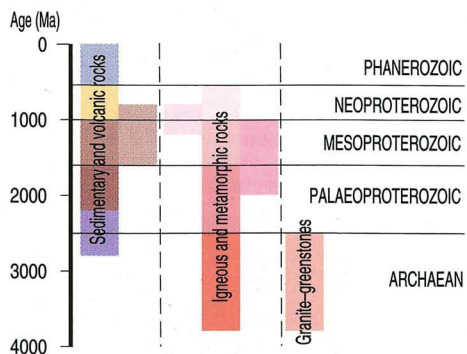 Age (Ma)
0
1000
2000
3000
4000
Sedimentary and volcanic rocks
Igneous and metamorphic rocks
Granite–greenstones
PHANEROZOIC
NEOPROTEROZOIC
MESOPROTEROZOIC
PALAEOPROTEROZOIC
ARCHAEAN